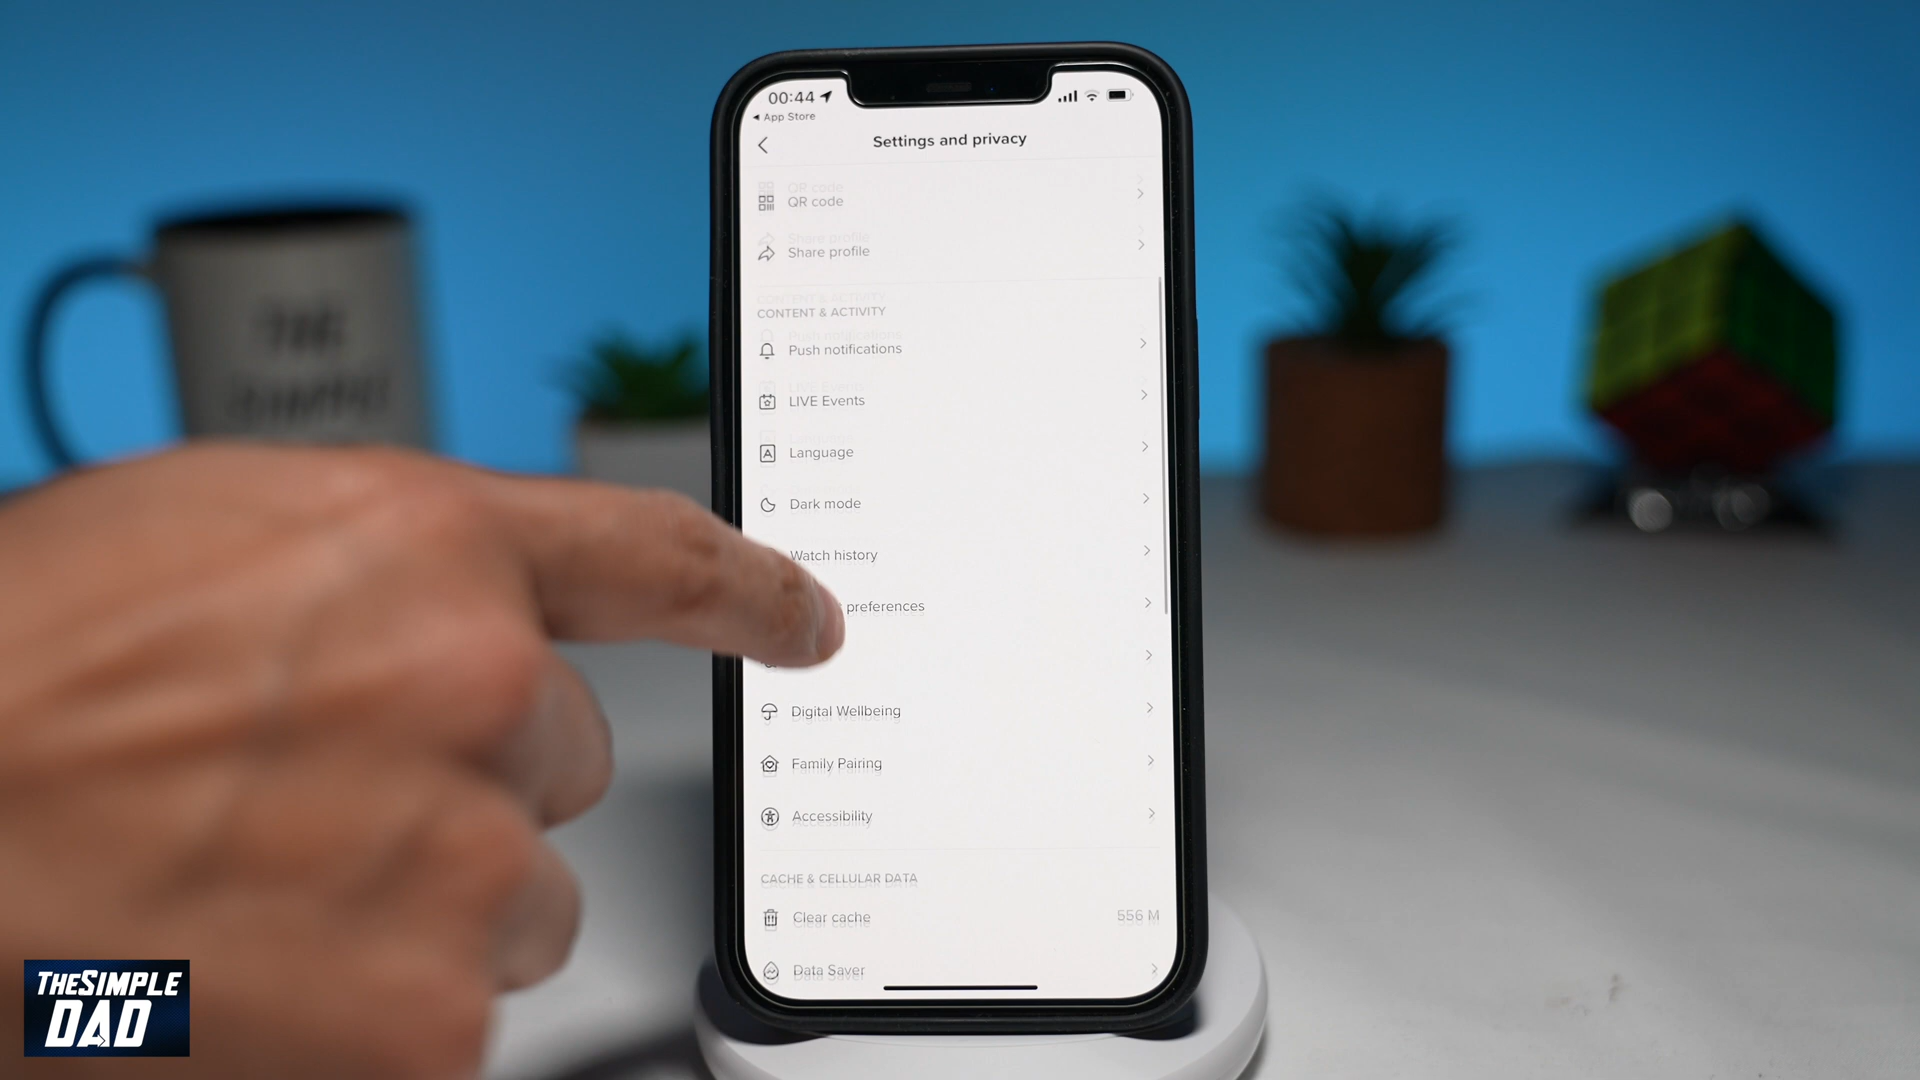 THE
SIMPLE
00:44
App Store
Settings and privacy
QR code
Share profile
CONTENT & ACTIVITY
Push notifications
LIVE Events
Language
Dark mode
Watch history
preferences
Digital Wellbeing
Family Pairing
Accessibility
CACHE & CELLULAR DATA
Clear cache 556 M
Data Saver
THESIMPLE
DAD